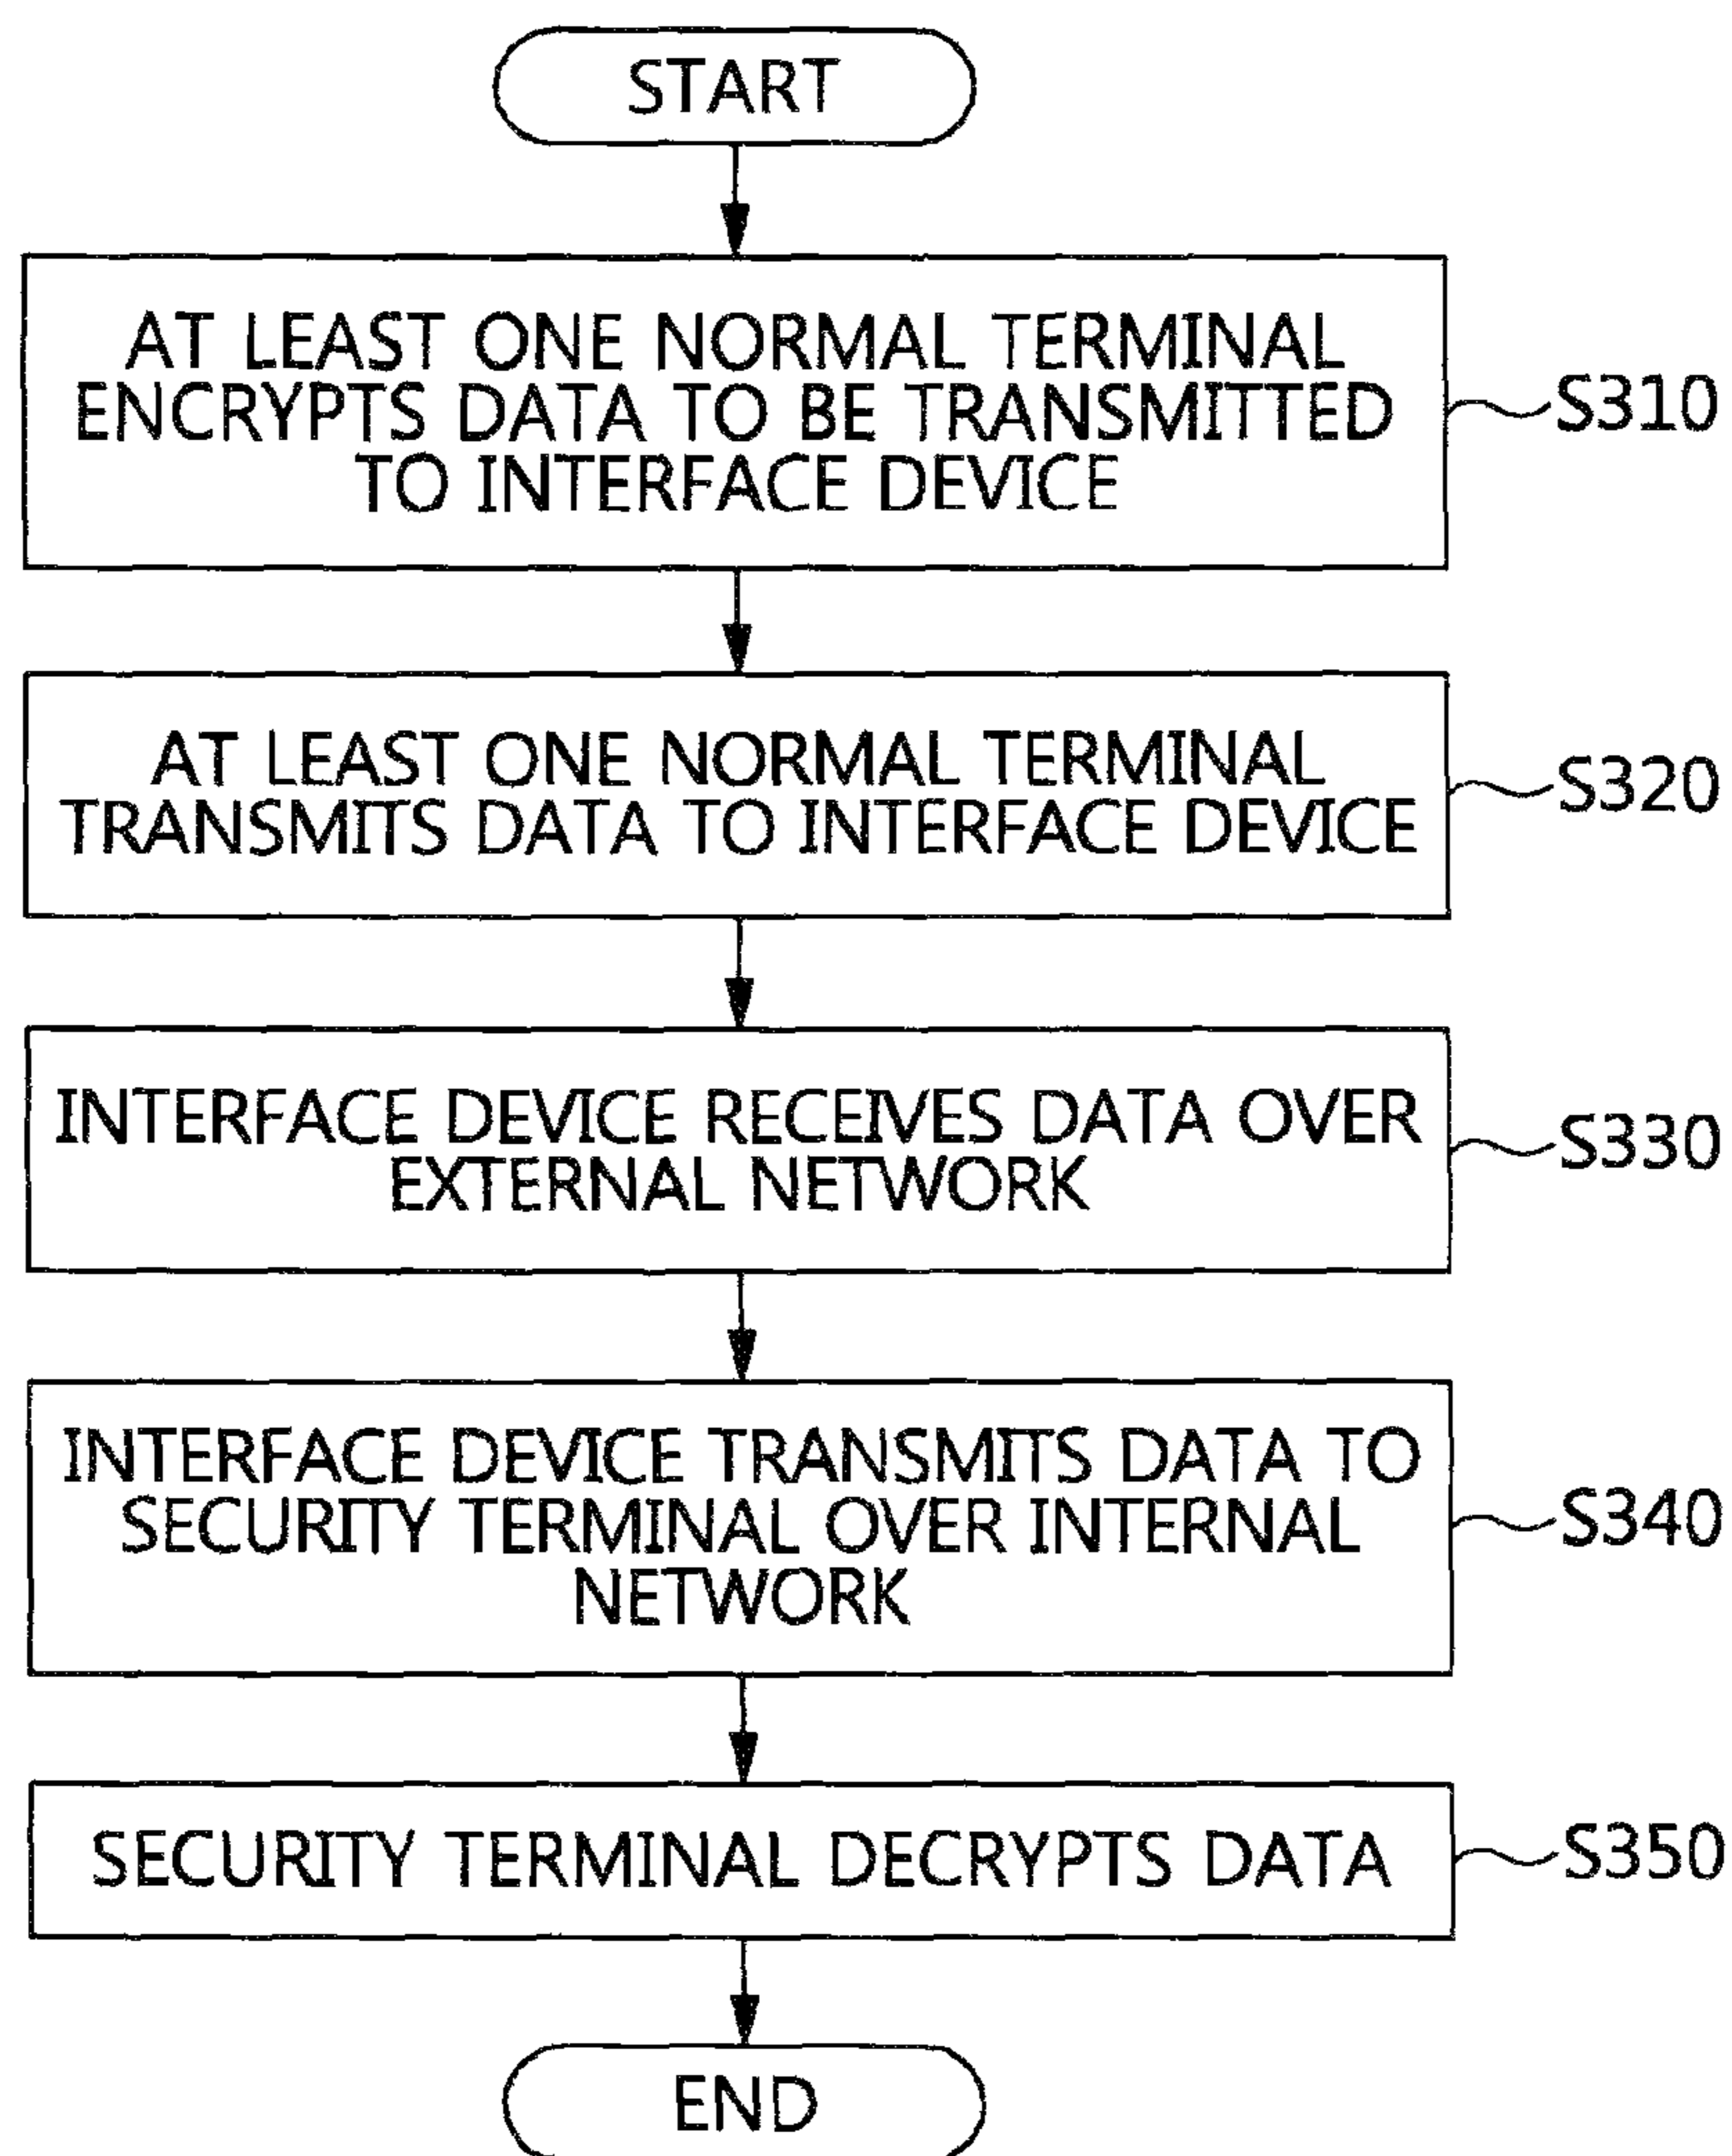 START
AT LEAST ONE NORMAL TERMINAL
ENCRYPTS DATA TO BE TRANSMITTED
TO INTERFACE DEVICE
S310
AT LEAST ONE NORMAL TERMINAL
TRANSMITS DATA TO INTERFACE DEVICE
S320
INTERFACE DEVICE RECEIVES DATA OVER
EXTERNAL NETWORK
S330
INTERFACE DEVICE TRANSMITS DATA TO
SECURITY TERMINAL OVER INTERNAL
NETWORK
S340
SECURITY TERMINAL DECRYPTS DATA
S350
END